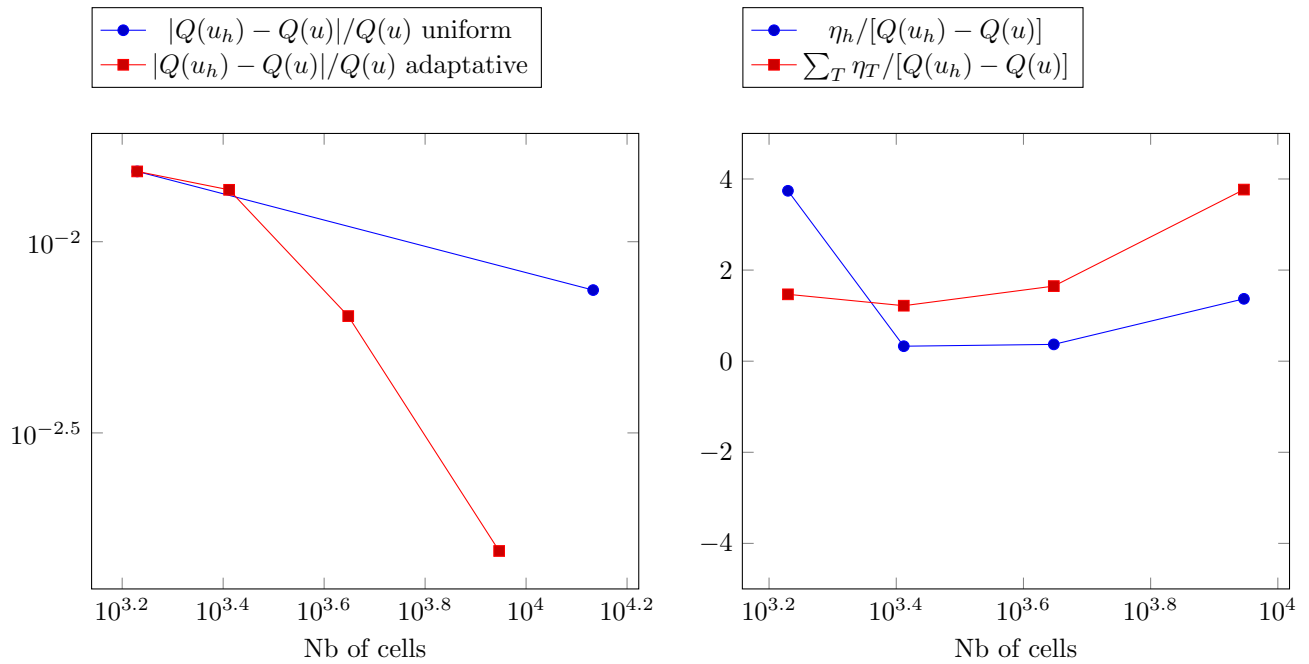 |Q(u_h) − Q(u)|/Q(u) uniform
|Q(u_h) − Q(u)|/Q(u) adaptative
10^{-2}
10^{-2.5}
10^{3.2} 10^{3.4} 10^{3.6} 10^{3.8} 10^4 10^{4.2}
Nb of cells
η_h/[Q(u_h) − Q(u)]
∑_T η_T/[Q(u_h) − Q(u)]
4
2
0
−2
−4
10^{3.2} 10^{3.4} 10^{3.6} 10^{3.8} 10^4
Nb of cells